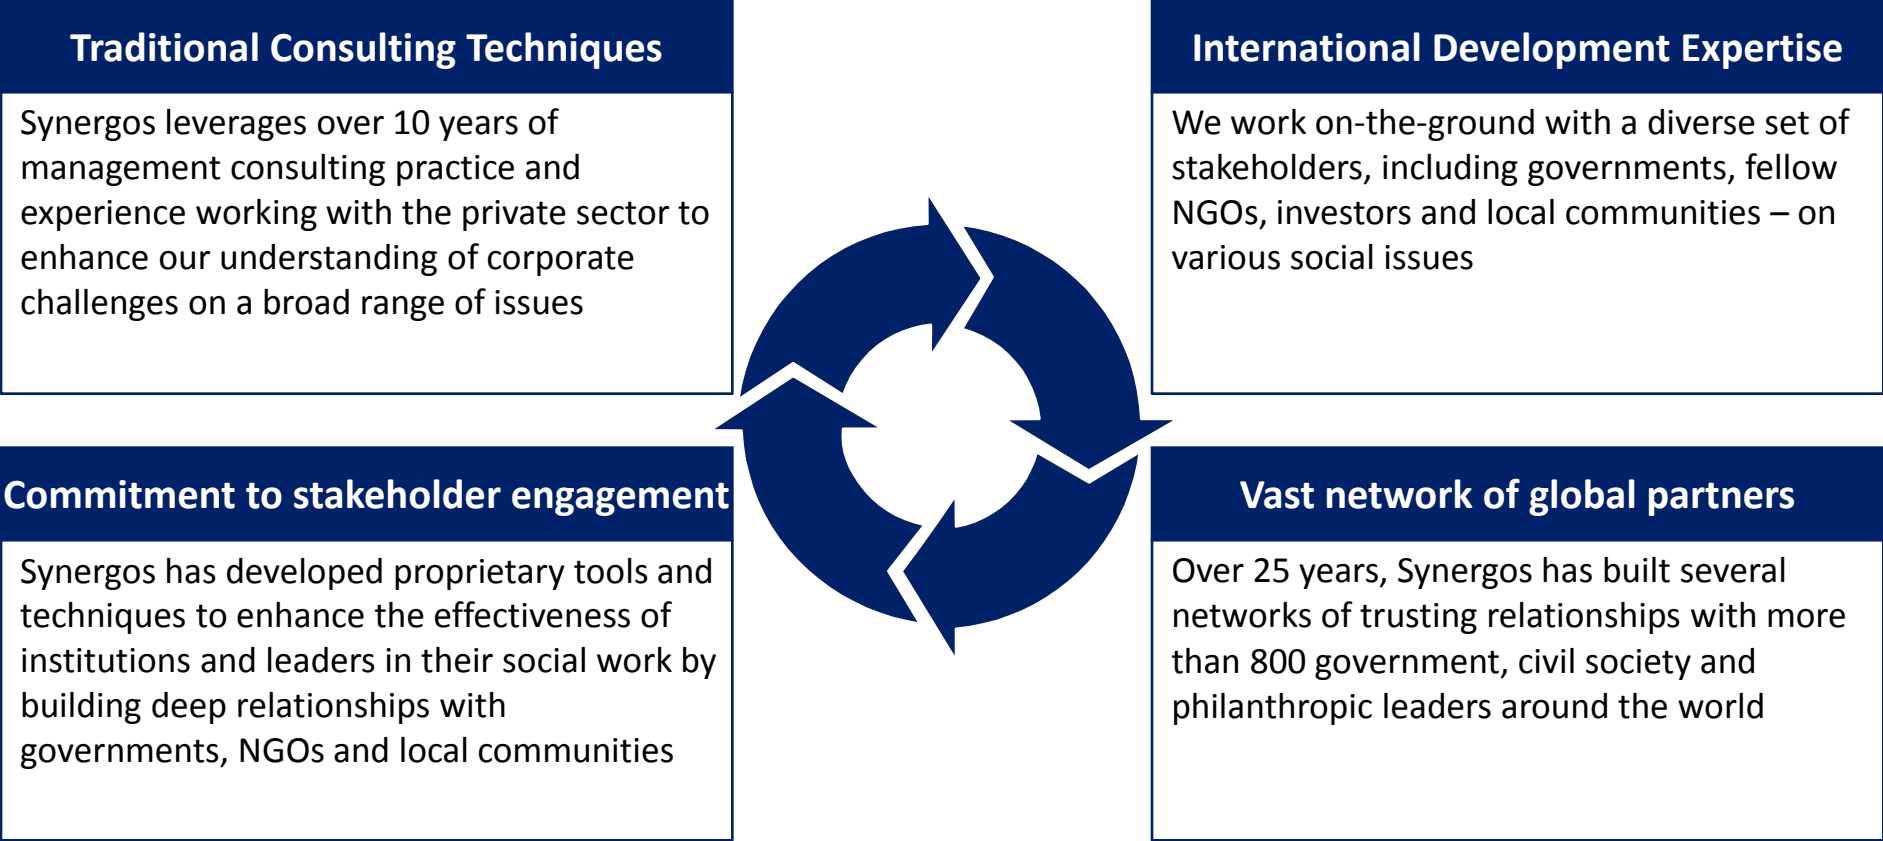 Traditional Consulting Techniques
Synergos leverages over 10 years of
management consulting practice and
experience working with the private sector to
enhance our understanding of corporate
challenges on a broad range of issues
International Development Expertise
We work on-the-ground with a diverse set of
stakeholders, including governments, fellow
NGOs, investors and local communities – on
various social issues
Commitment to stakeholder engagement
Synergos has developed proprietary tools and
techniques to enhance the effectiveness of
institutions and leaders in their social work by
building deep relationships with
governments, NGOs and local communities
Vast network of global partners
Over 25 years, Synergos has built several
networks of trusting relationships with more
than 800 government, civil society and
philanthropic leaders around the world